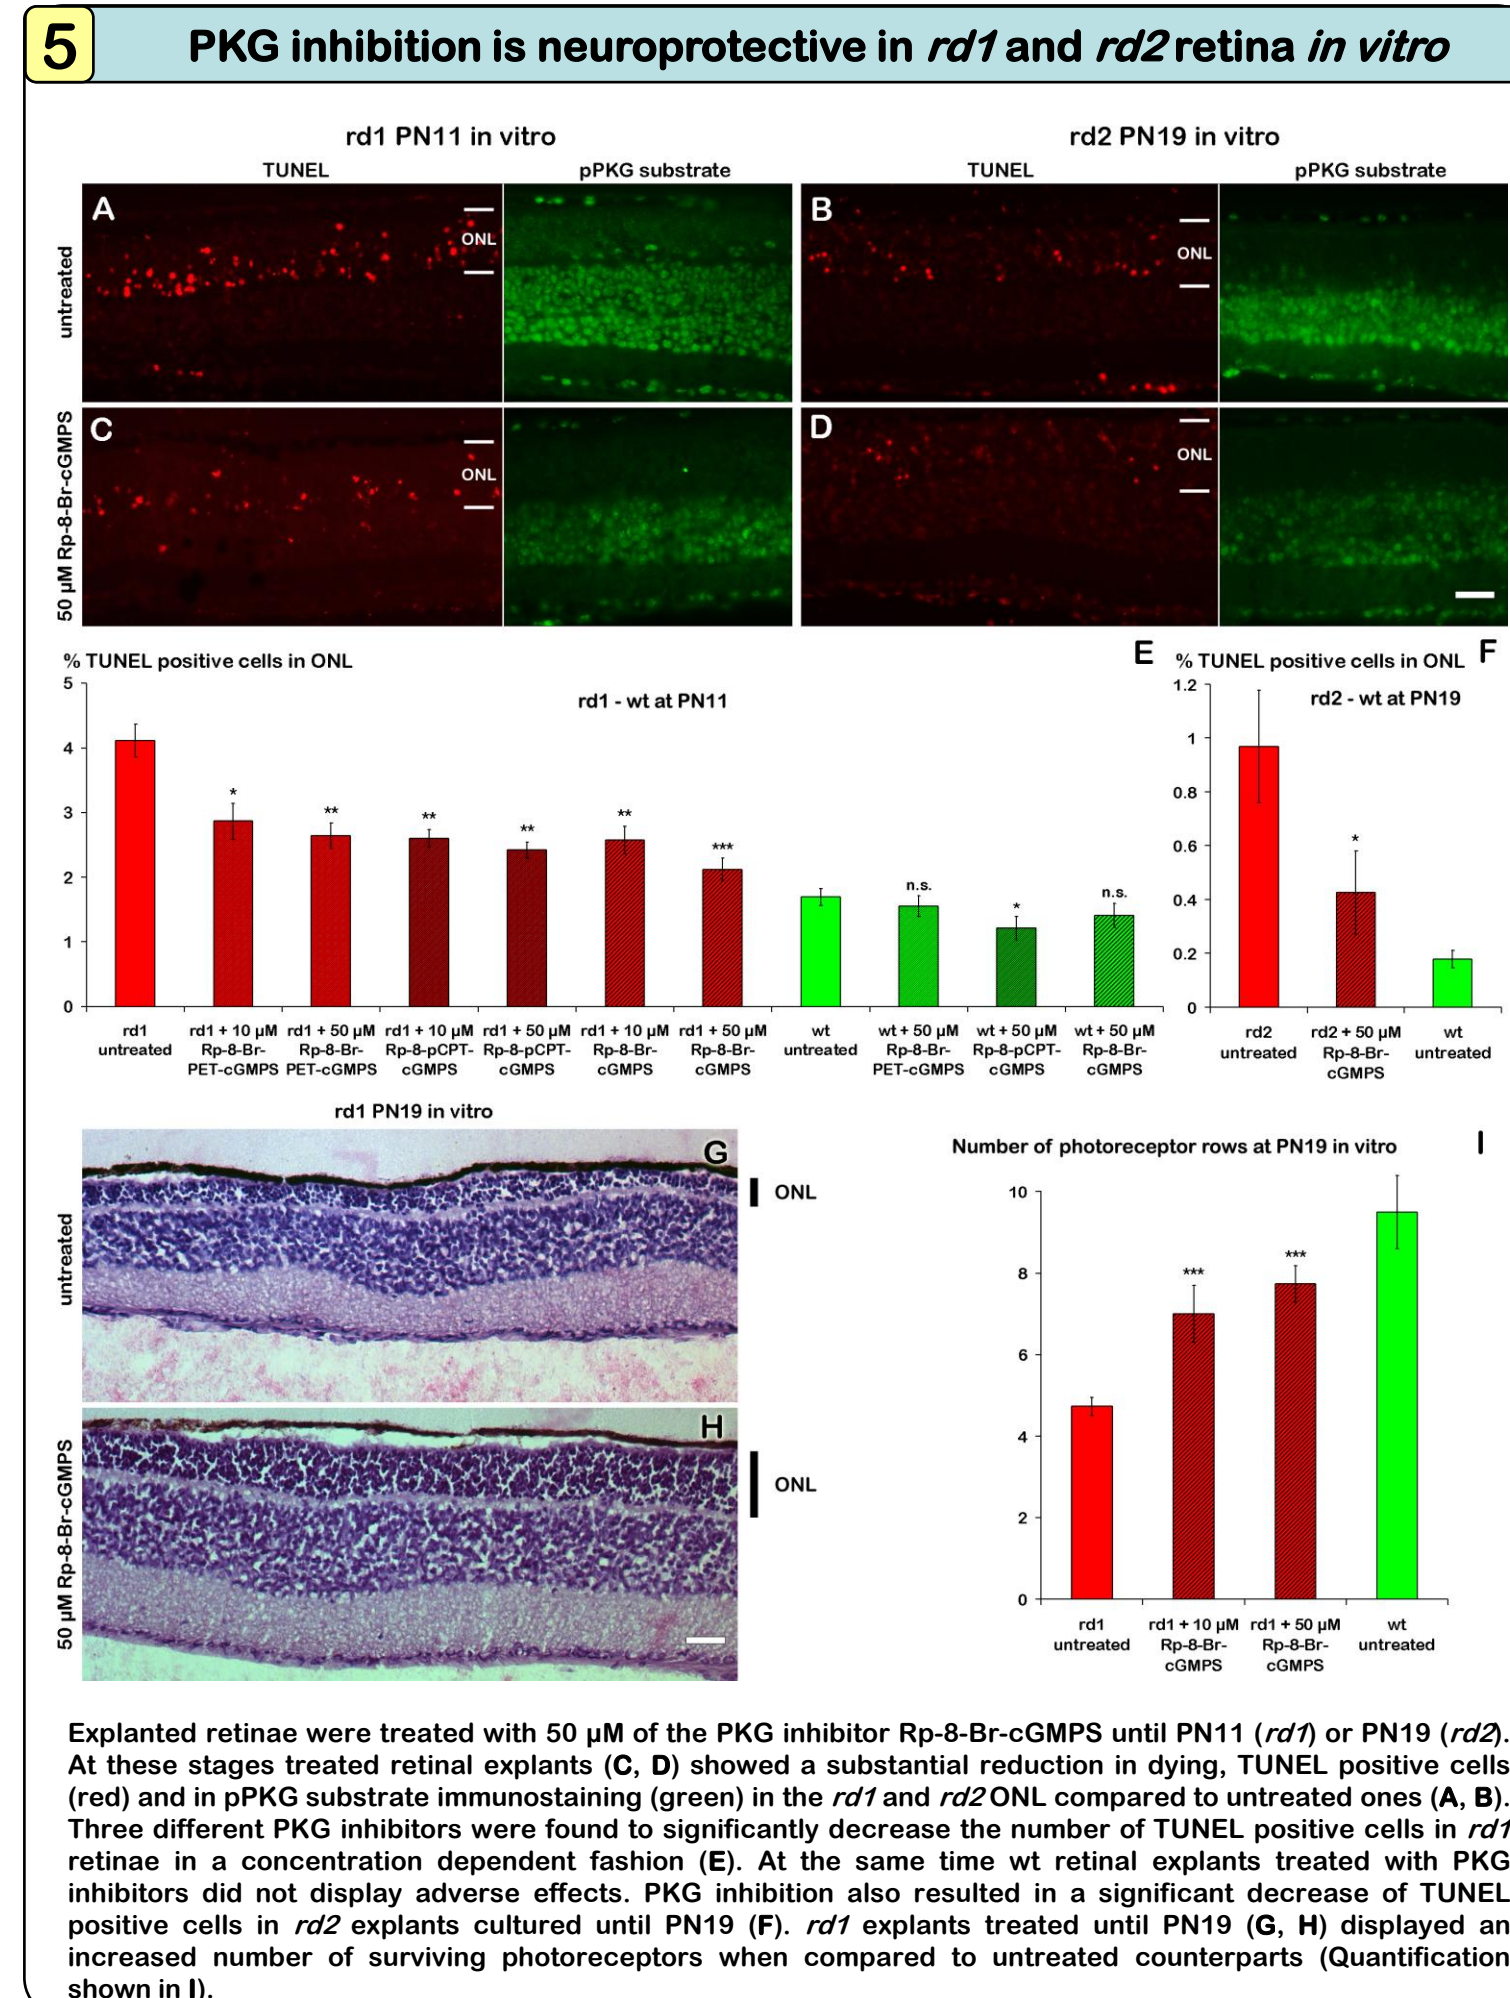 5
PKG inhibition is neuroprotective in rd1 and rd2 retina in vitro
rd1 PN11 in vitro
rd2 PN19 in vitro
TUNEL
pPKG substrate
TUNEL
pPKG substrate
untreated
A
ONL
B
ONL
50 µM Rp-8-Br-cGMPS
C
ONL
D
ONL
% TUNEL positive cells in ONL
E
rd1 - wt at PN11
5
4
3
2
1
0
*
**
**
**
**
***
n.s.
*
n.s.
rd1
untreated
rd1 + 10 µM
Rp-8-Br-
PET-cGMPS
rd1 + 50 µM
Rp-8-Br-
PET-cGMPS
rd1 + 10 µM
Rp-8-pCPT-
cGMPS
rd1 + 50 µM
Rp-8-pCPT-
cGMPS
rd1 + 10 µM
Rp-8-Br-
cGMPS
rd1 + 50 µM
Rp-8-Br-
cGMPS
wt
untreated
wt + 50 µM
Rp-8-Br-
PET-cGMPS
wt + 50 µM
Rp-8-pCPT-
cGMPS
wt + 50 µM
Rp-8-Br-
cGMPS
% TUNEL positive cells in ONL
F
rd2 - wt at PN19
1.2
1
0.8
0.6
0.4
0.2
0
*
rd2
untreated
rd2 + 50 µM
Rp-8-Br-
cGMPS
wt
untreated
rd1 PN19 in vitro
untreated
G
ONL
50 µM Rp-8-Br-cGMPS
H
ONL
Number of photoreceptor rows at PN19 in vitro
I
10
8
6
4
2
0
***
***
rd1
untreated
rd1 + 10 µM
Rp-8-Br-
cGMPS
rd1 + 50 µM
Rp-8-Br-
cGMPS
wt
untreated
Explanted retinae were treated with 50 µM of the PKG inhibitor Rp-8-Br-cGMPS until PN11 (rd1) or PN19 (rd2).
At these stages treated retinal explants (C, D) showed a substantial reduction in dying, TUNEL positive cells
(red) and in pPKG substrate immunostaining (green) in the rd1 and rd2 ONL compared to untreated ones (A, B).
Three different PKG inhibitors were found to significantly decrease the number of TUNEL positive cells in rd1
retinae in a concentration dependent fashion (E). At the same time wt retinal explants treated with PKG
inhibitors did not display adverse effects. PKG inhibition also resulted in a significant decrease of TUNEL
positive cells in rd2 explants cultured until PN19 (F). rd1 explants treated until PN19 (G, H) displayed an
increased number of surviving photoreceptors when compared to untreated counterparts (Quantification
shown in I).